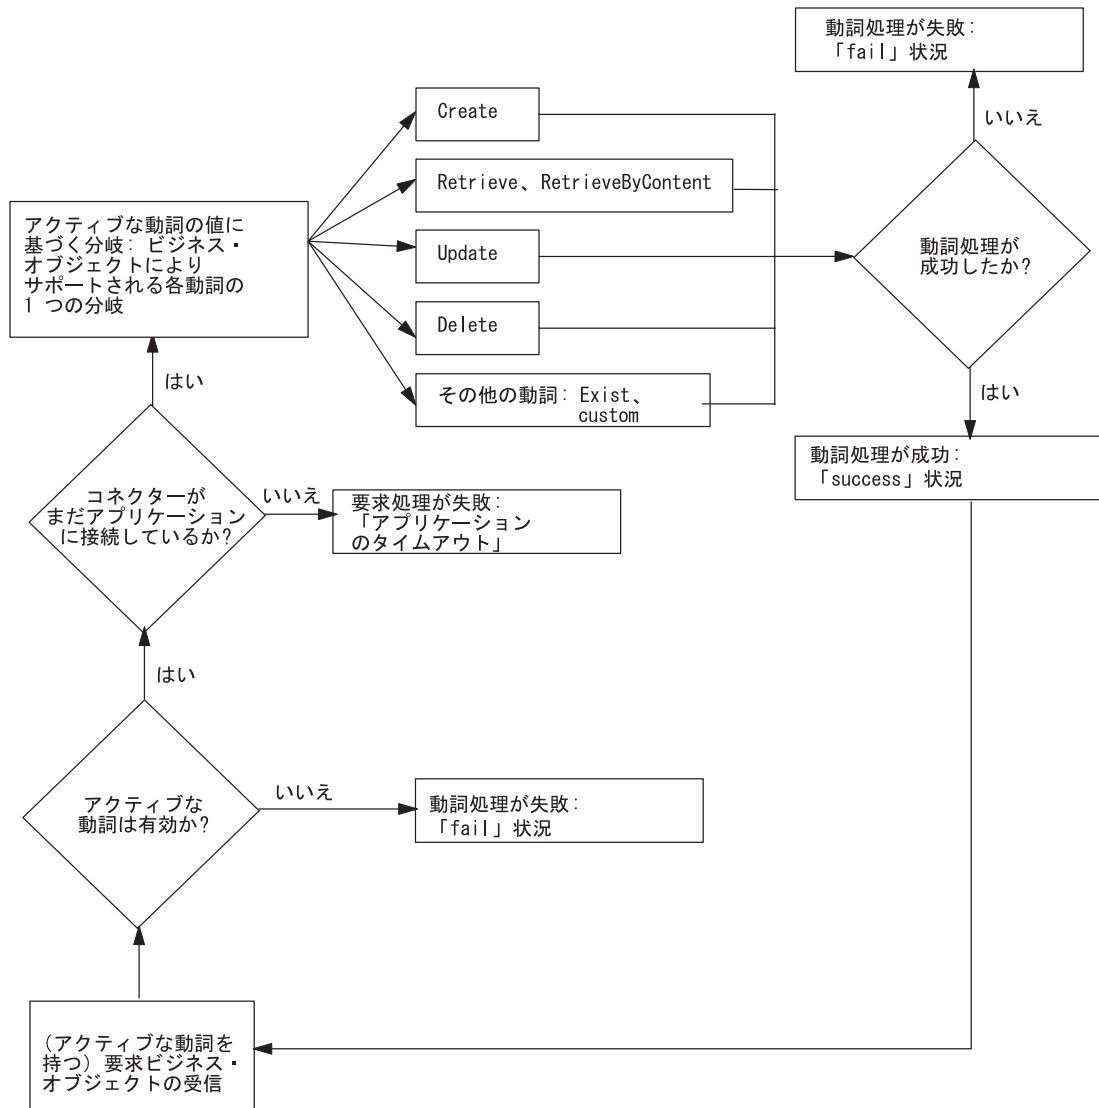 動詞処理が失敗:
「fail」状況
いいえ
Create
Retrieve、RetrieveByContent
Update
Delete
その他の動詞: Exist、
custom
アクティブな動詞の値に
基づく分岐: ビジネス・
オブジェクトにより
サポートされる各動詞の
1 つの分岐
動詞処理が
成功したか?
はい
動詞処理が成功:
「success」状況
はい
コネクターが
まだアプリケーション
に接続しているか?
いいえ
要求処理が失敗:
「アプリケーション
のタイムアウト」
はい
アクティブな
動詞は有効か?
いいえ
動詞処理が失敗:
「fail」状況
(アクティブな動詞を
持つ) 要求ビジネス・
オブジェクトの受信